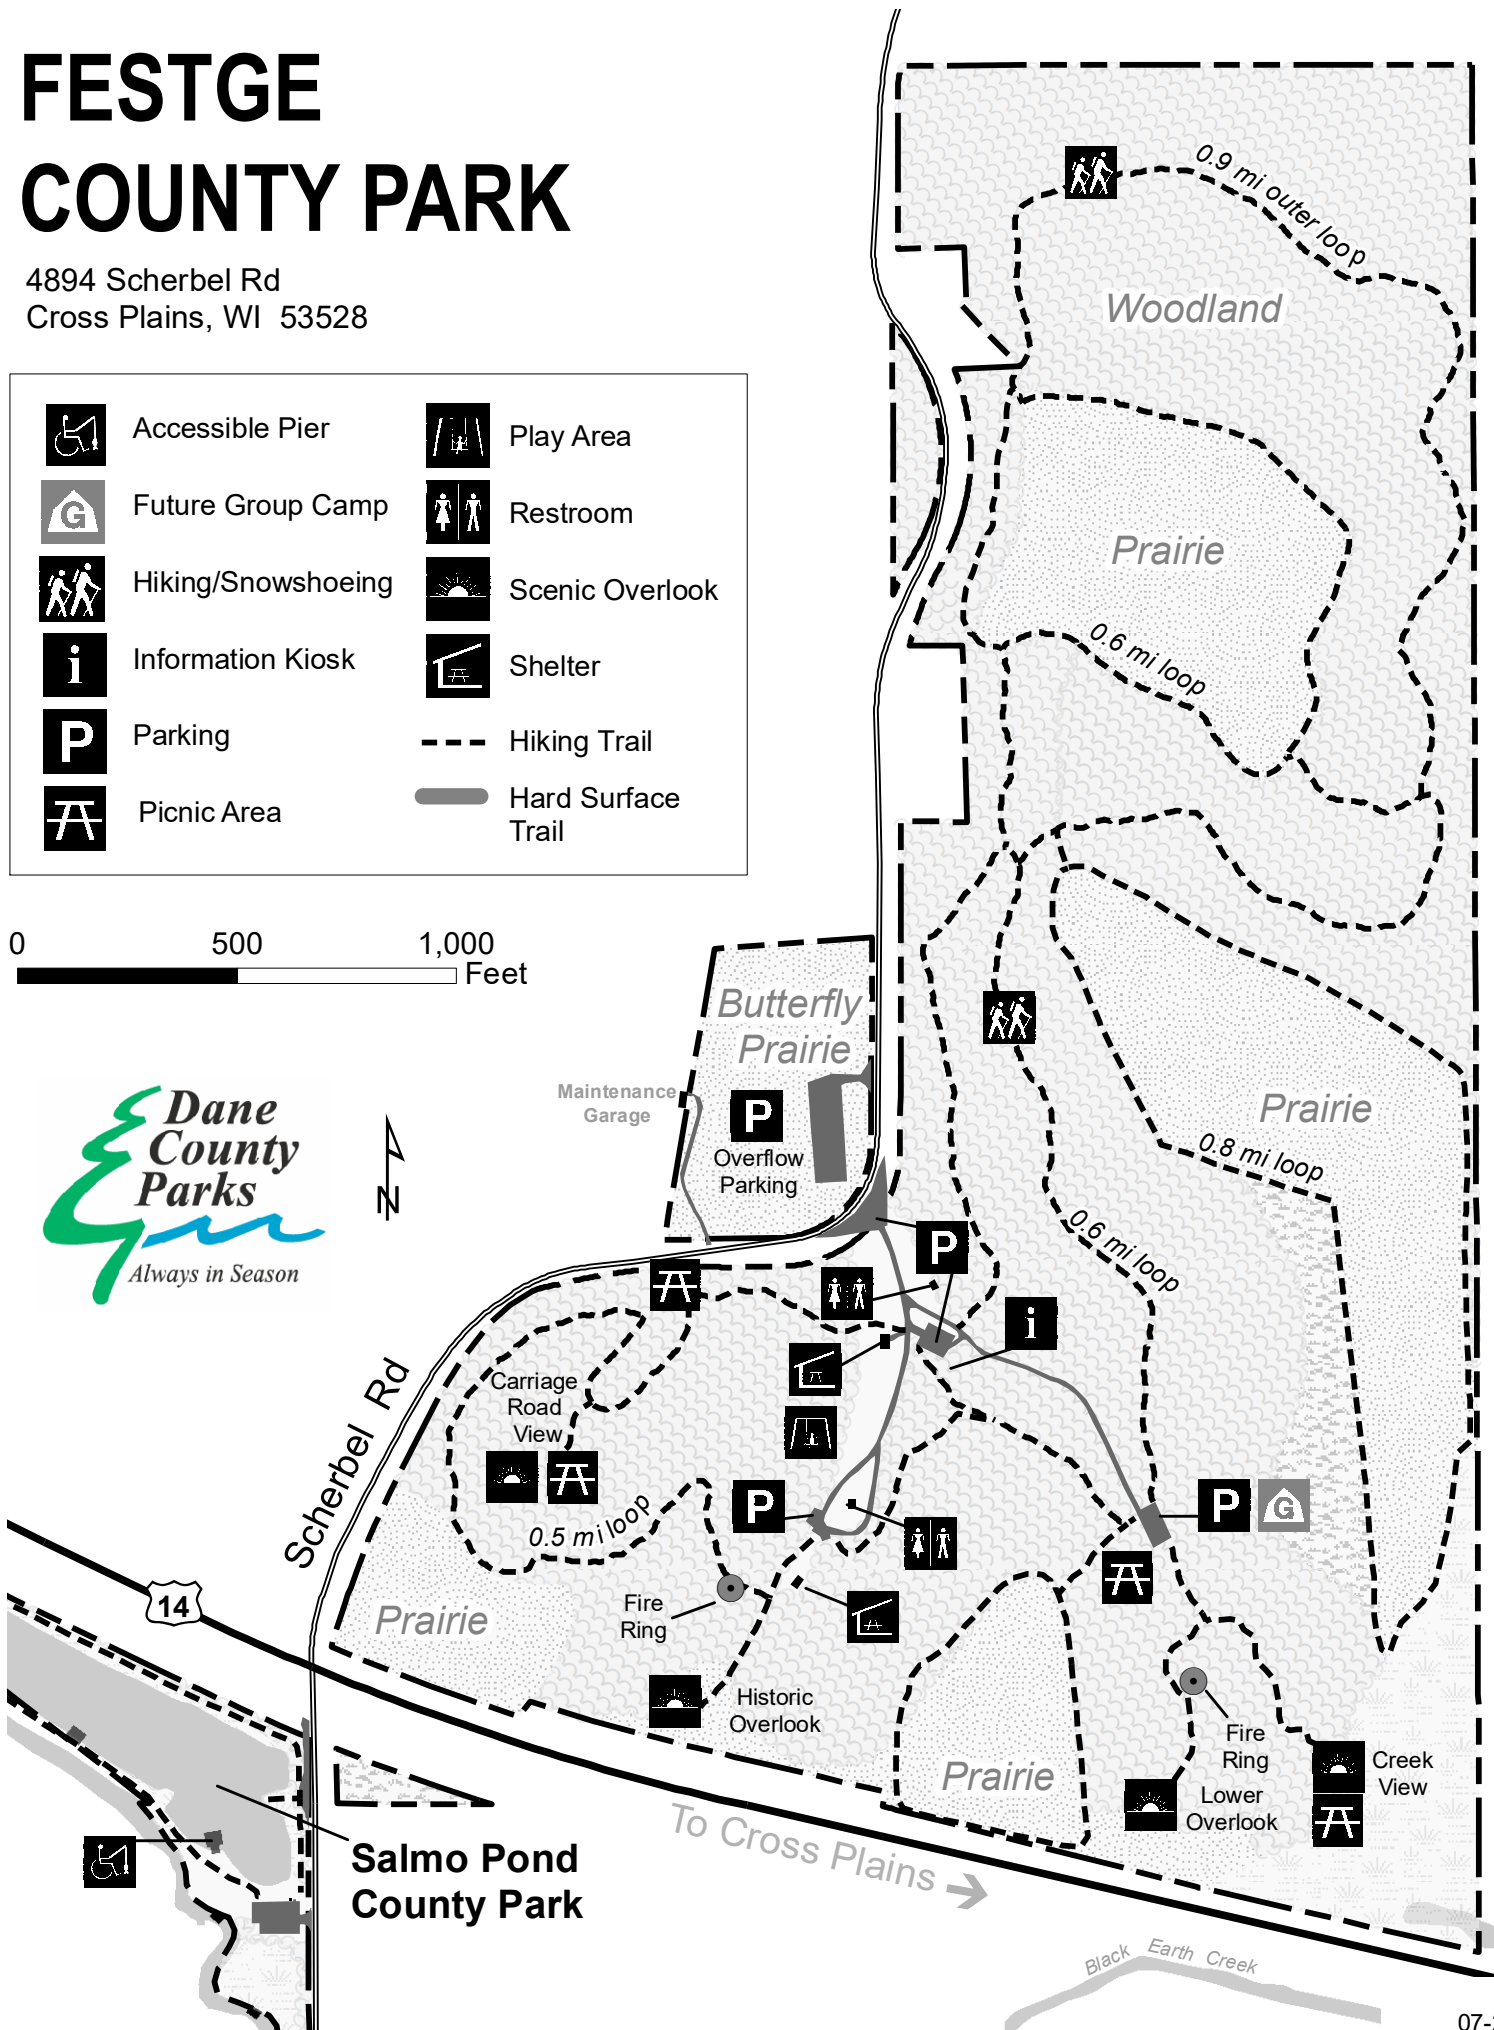 FESTGE
COUNTY PARK
4894 Scherbel Rd
Cross Plains, WI 53528
Accessible Pier
Future Group Camp
G
Hiking/Snowshoeing
Information Kiosk
i
Parking
P
Picnic Area
Play Area
Restroom
Scenic Overlook
Shelter
Hiking Trail
Hard Surface
Trail
0 500 1,000
Feet
Dane
County
Parks
Always in Season
N
0.9 mi outer loop
Woodland
Prairie
0.6 mi loop
Butterfly
Prairie
Maintenance
Garage
P
Overflow
Parking
Prairie
0.8 mi loop
0.6 mi loop
P
i
Carriage
Road
View
Scherbel Rd
0.5 mi loop
P
P
G
14
Prairie
Fire
Ring
Historic
Overlook
Prairie
Fire
Ring
Lower
Overlook
Creek
View
To Cross Plains
Salmo Pond
County Park
Black Earth Creek